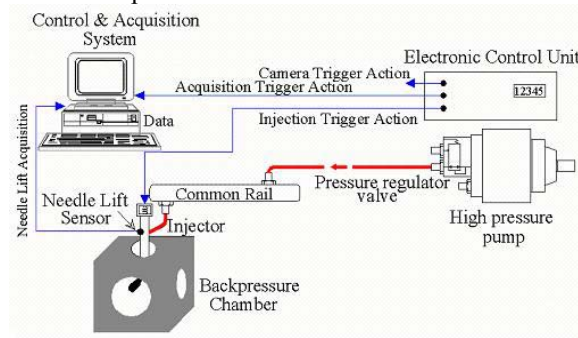 Control & Acquisition
System
Electronic Control Unit
Camera Trigger Action
Acquisition Trigger Action
12345
Data
Injection Trigger Action
Needle Lift Acquisition
Common Rail
Pressure regulator
valve
Needle Lift
Sensor
Injector
High pressure
pump
Backpressure
Chamber